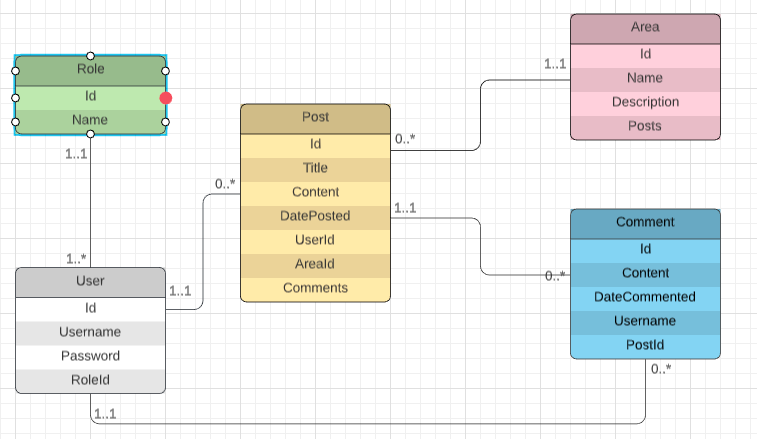 Role
Id
Name
1..1
1..*
User
Id
Username
Password
RoleId
1..1
1..1
0..*
Post
Id
Title
Content
DatePosted
UserId
AreaId
Comments
0..*
1..1
1..1
Area
Id
Name
Description
Posts
0..*
Comment
Id
Content
DateCommented
Username
PostId
0..*